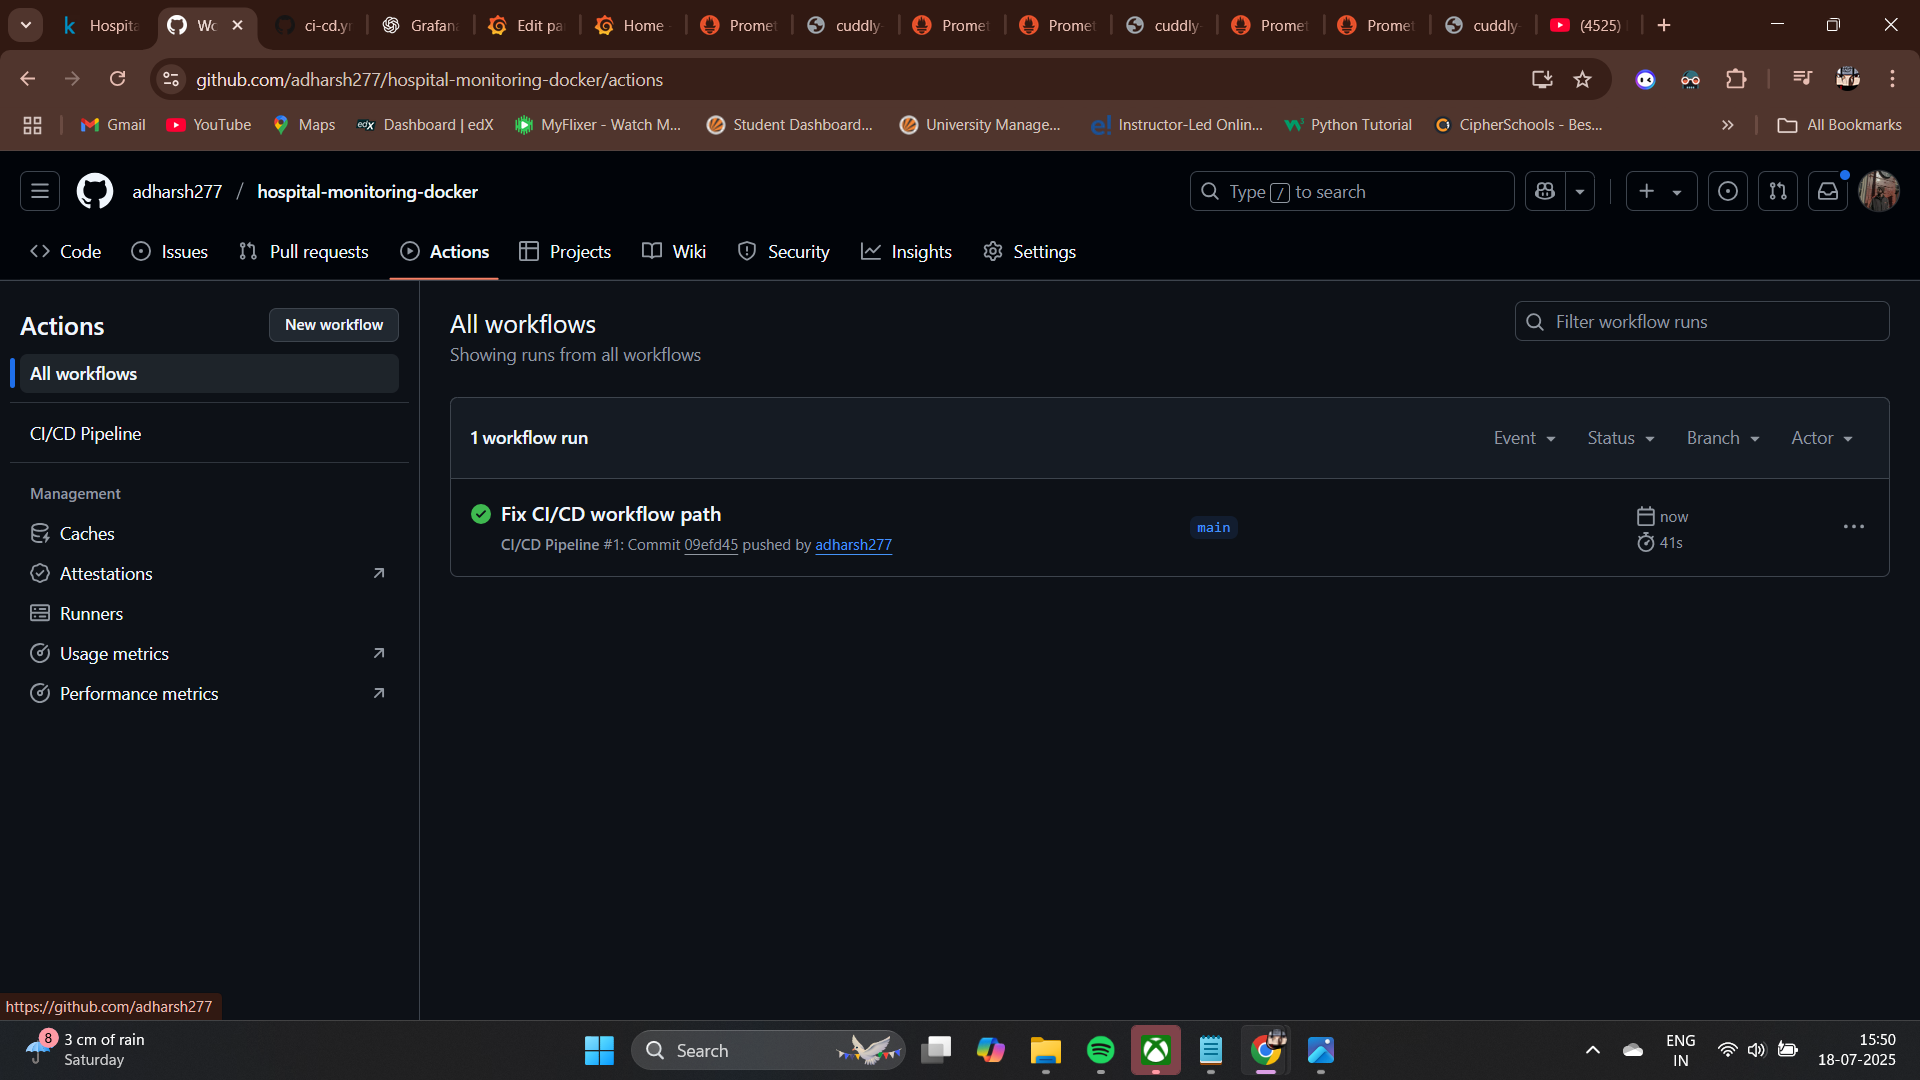 Hospita
Wo
ci-cd.yr
Grafana
Edit pa
Home
Promet
cuddly-
Promet
Promet
cuddly-
Promet
Promet
cuddly-
(4525)
github.com/adharsh277/hospital-monitoring-docker/actions
Gmail
YouTube
Maps
edX Dashboard | edX
MyFlixer - Watch M...
Student Dashboard...
University Manage...
e! Instructor-Led Onlin...
Python Tutorial
CipherSchools - Bes...
All Bookmarks
adharsh277 / hospital-monitoring-docker
Type / to search
Code
Issues
Pull requests
Actions
Projects
Wiki
Security
Insights
Settings
Actions
New workflow
All workflows
CI/CD Pipeline
Management
Caches
Attestations
Runners
Usage metrics
Performance metrics
All workflows
Showing runs from all workflows
Filter workflow runs
1 workflow run
Event
Status
Branch
Actor
Fix CI/CD workflow path
CI/CD Pipeline #1: Commit 09efd45 pushed by adharsh277
main
now
41s
https://github.com/adharsh277
8
3 cm of rain
Saturday
Search
ENG
IN
15:50
18-07-2025